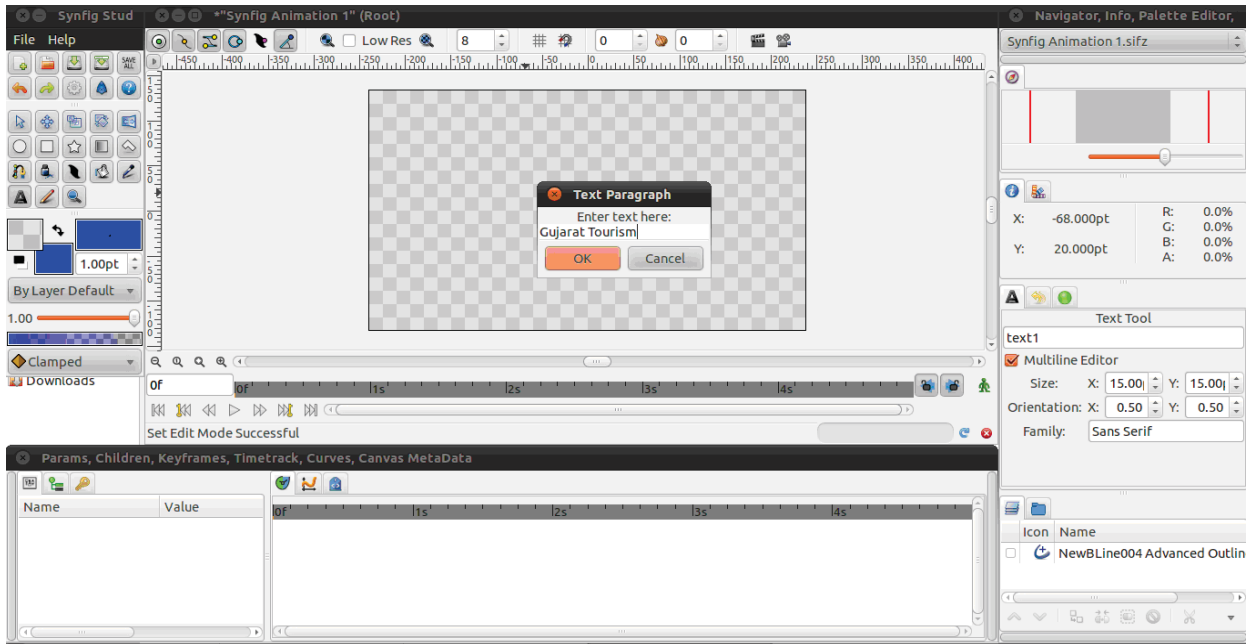 Synfig Stud
*"Synfig Animation 1" (Root)
Navigator, Info, Palette Editor,
File Help
Low Res
8
0
0
Synfig Animation 1.sifz
SAVE ALL
-450 -400 -350 -300 -250 -200 -150 -100 -50 0 50 100 150 200 250 300 350 400
Text Paragraph
Enter text here:
Gujarat Tourism
OK Cancel
X: -68.000pt
Y: 20.000pt
R: 0.0%
G: 0.0%
B: 0.0%
A: 0.0%
1.00pt
By Layer Default
1.00
Clamped
Downloads
Text Tool
text1
Multiline Editor
Size: X: 15.00 Y: 15.00
Orientation: X: 0.50 Y: 0.50
Family: Sans Serif
0f
0f 1s 2s 3s 4s
Set Edit Mode Successful
Params, Children, Keyframes, Timetrack, Curves, Canvas MetaData
Name Value
0f 1s 2s 3s 4s
Icon Name
NewBLine004 Advanced Outlin